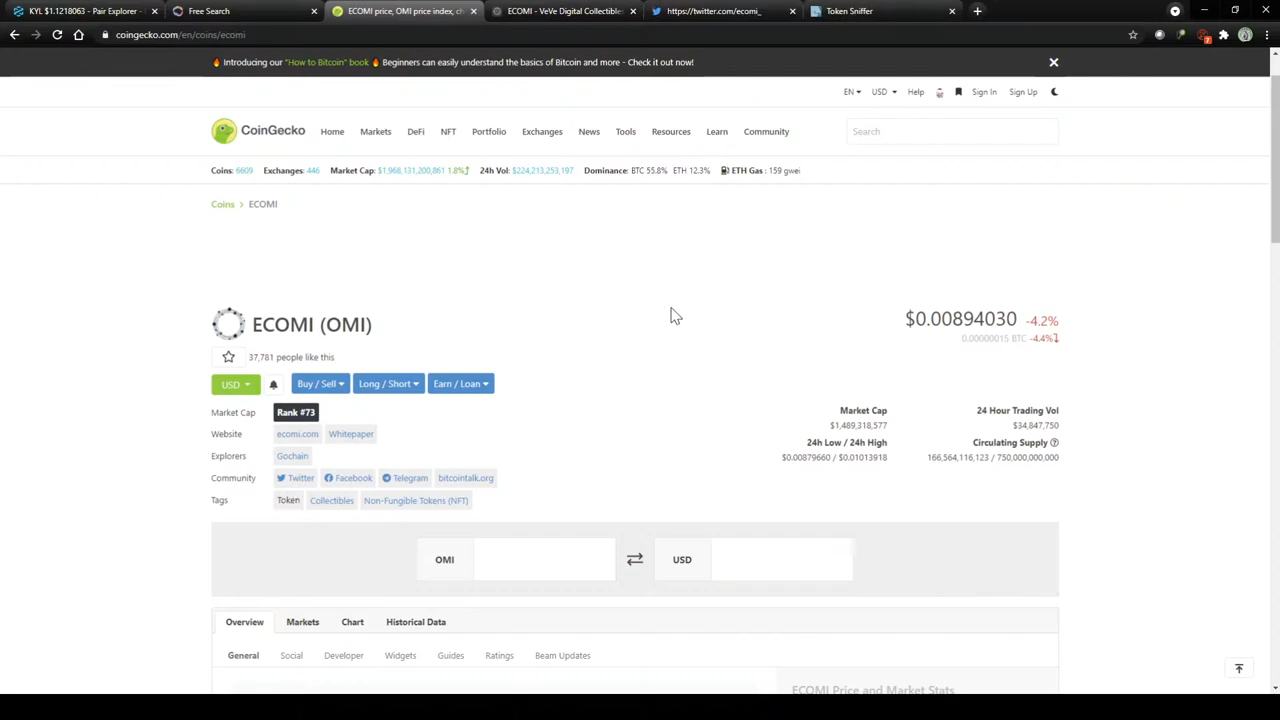 KYL $1.1218063 - Pair Explorer -
Free Search
ECOMI price, OMI price index, ch
ECOMI - VeVe Digital Collectibles
https://twitter.com/ecomi_
Token Sniffer
coingecko.com/en/coins/ecomi
7
🔥 Introducing our "How to Bitcoin" book 🔥 Beginners can easily understand the basics of Bitcoin and more - Check it out now!
EN USD Help Sign In Sign Up
CoinGecko Home Markets DeFi NFT Portfolio Exchanges News Tools Resources Learn Community Search
Coins: 6609 Exchanges: 446 Market Cap: $1,968,131,200,861 1.8% 24h Vol: $224,213,253,197 Dominance: BTC 55.8% ETH 12.3% ETH Gas : 159 gwei
Coins > ECOMI
ECOMI (OMI)
$0.00894030 -4.2%
0.00000015 BTC -4.4%
37,781 people like this
USD Buy / Sell Long / Short Earn / Loan
Market Cap Rank #73
Website ecomi.com Whitepaper
Explorers Gochain
Community Twitter Facebook Telegram bitcointalk.org
Tags Token Collectibles Non-Fungible Tokens (NFT)
Market Cap 24 Hour Trading Vol
$1,489,318,577 $34,847,750
24h Low / 24h High Circulating Supply
$0.00879660 / $0.01013918 166,564,116,123 / 750,000,000,000
OMI USD
Overview Markets Chart Historical Data
General Social Developer Widgets Guides Ratings Beam Updates
ECOMI Price and Market Stats